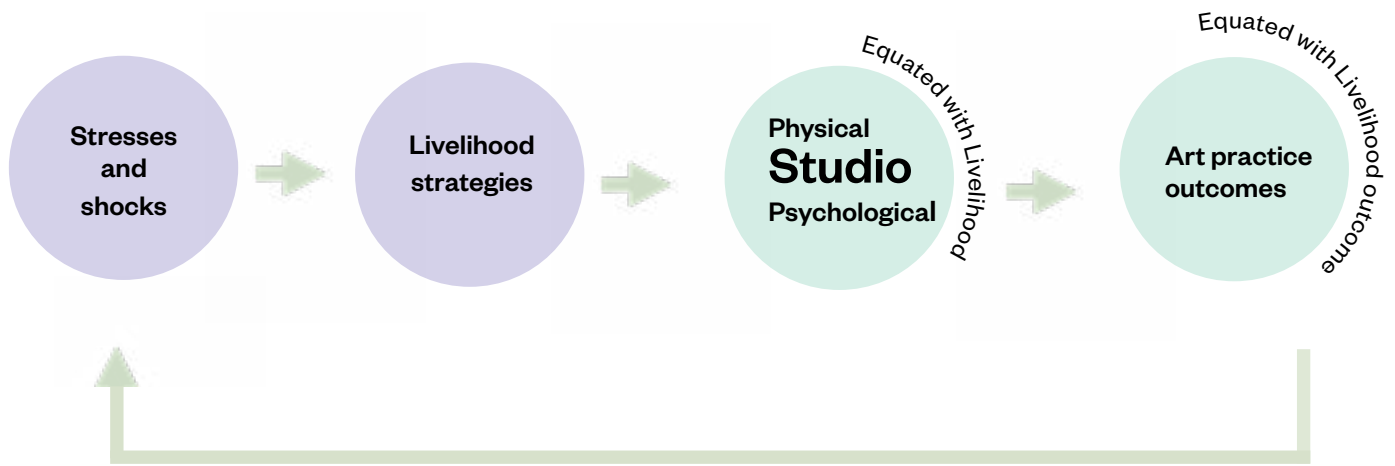 Stresses
and
shocks
Livelihood
strategies
Physical
Studio
Psychological
Equated with Livelihood
Art practice
outcomes
Equated with Livelihood outcome